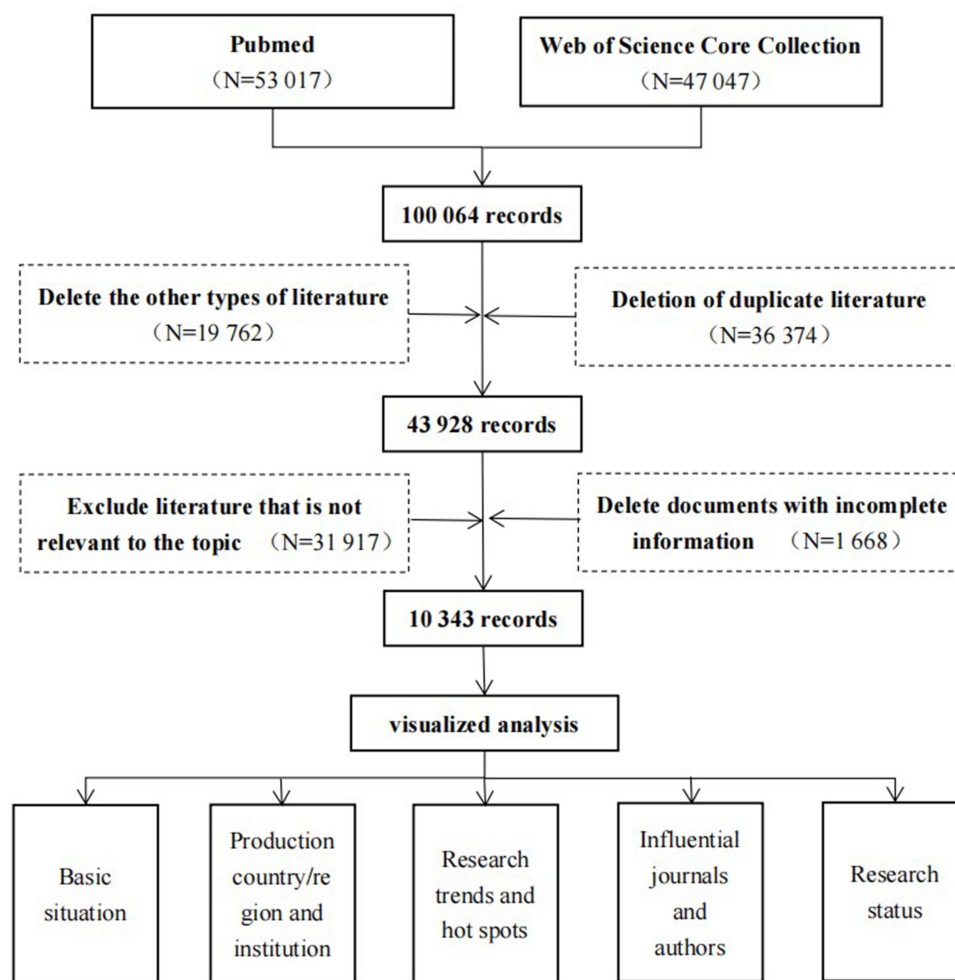 Pubmed
（N=53 017）
Web of Science Core Collection
（N=47 047）
100 064 records
Delete the other types of literature
（N=19 762）
Deletion of duplicate literature
（N=36 374）
43 928 records
Exclude literature that is not
relevant to the topic （N=31 917）
Delete documents with incomplete
information （N=1 668）
10 343 records
visualized analysis
Basic
situation
Production
country/re
gion and
institution
Research
trends and
hot spots
Influential
journals
and
authors
Research
status